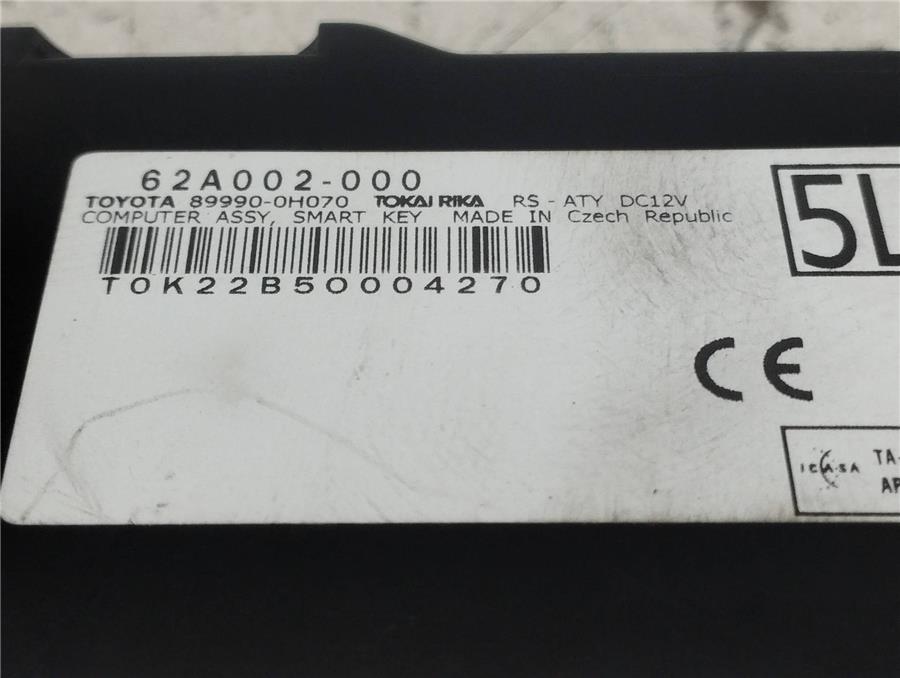 62A002-000
TOYOTA 89990-0H070 TOKAI RIKA RS - ATY DC12V
COMPUTER ASSY, SMART KEY MADE IN Czech Republic
T0K22B50004270
5L
CE
ICASA
TA-
AP